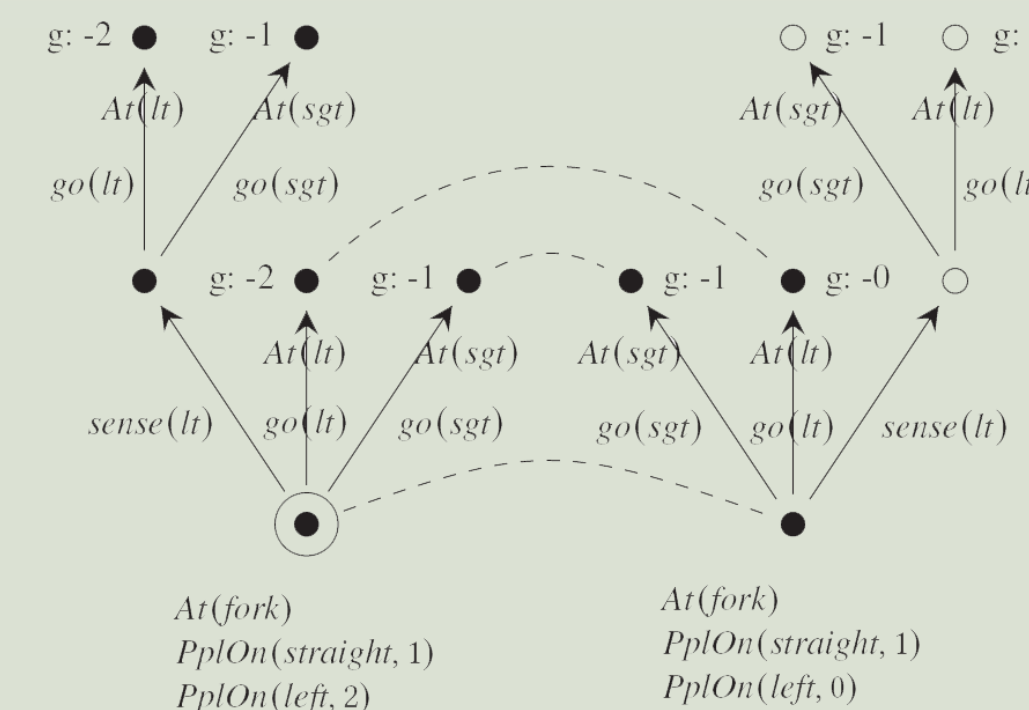 g: -2 g: -1 g: -1 g:
At(lt) At(sgt) At(sgt) At(lt)
go(lt) go(sgt) go(sgt) go(lt
g: -2 g: -1 g: -1 g: -0
At(lt) At(sgt) At(sgt) At(lt)
sense(lt) go(lt) go(sgt) go(sgt) go(lt) sense(lt)
At(fork)
PplOn(straight, 1)
PplOn(left, 2)
At(fork)
PplOn(straight, 1)
PplOn(left, 0)